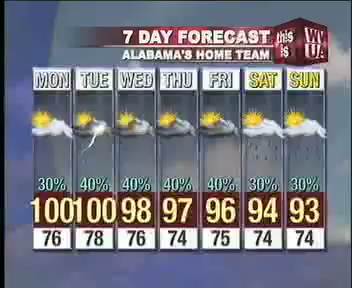 7 DAY FORECAST
ALABAMA'S HOME TEAM
this is WVUA
MON TUE WED THU FRI SAT SUN
30% 40% 40% 40% 40% 30% 30%
100 100 98 97 96 94 93
76 78 76 74 75 74 74